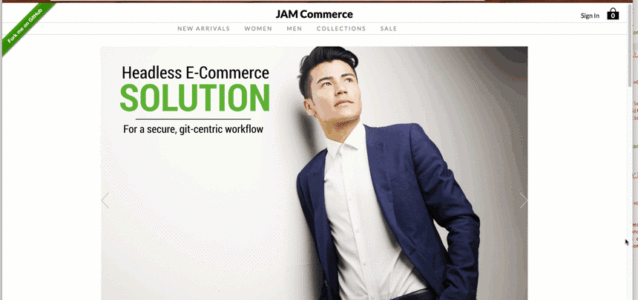 Fork me on GitHub
JAM Commerce
Sign In
0
NEW ARRIVALS WOMEN MEN COLLECTIONS SALE
Headless E-Commerce
SOLUTION
For a secure, git-centric workflow